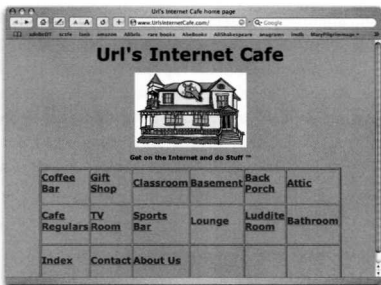 Url's Internet Cafe home page
www.UrlsInternetCafe.com/
Google
Url's Internet Cafe
Get on the Internet and do Stuff ™
Coffee Bar
Gift Shop
Classroom
Basement
Back Porch
Attic
Cafe Regulars
TV Room
Sports Bar
Lounge
Luddite Room
Bathroom
Index
Contact
About Us